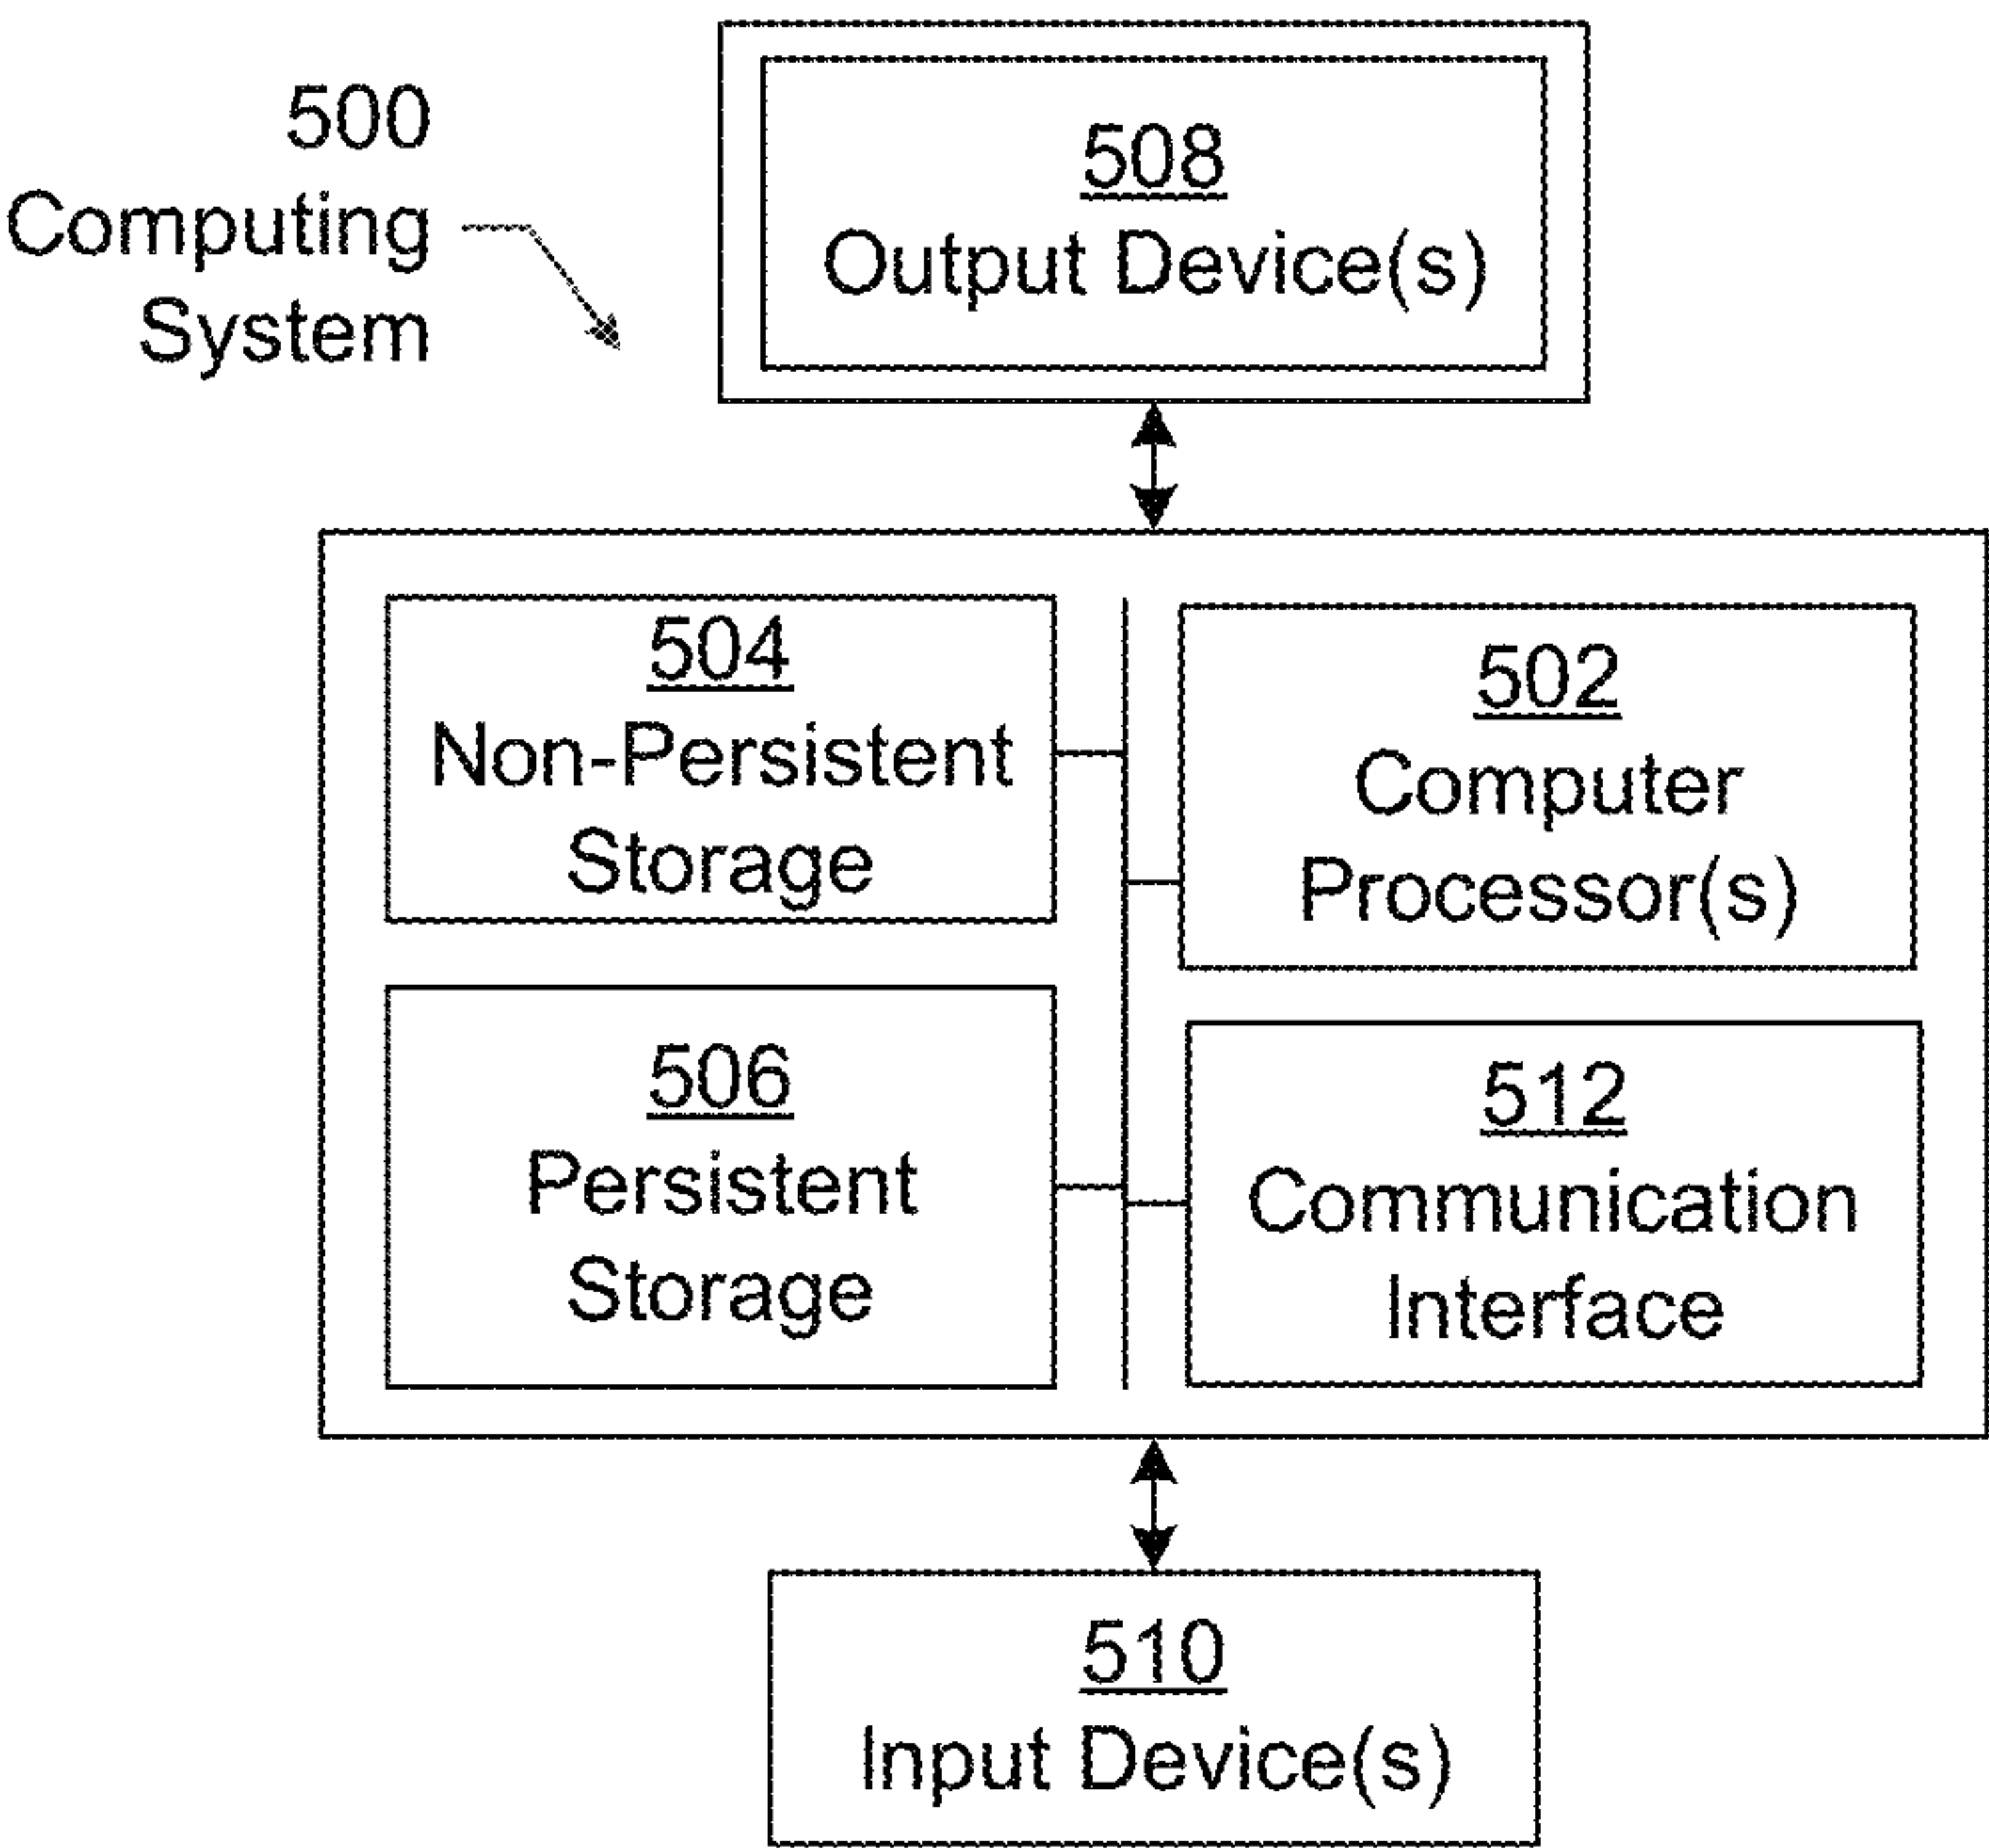 500
Computing
System
508
Output Device(s)
504
Non-Persistent
Storage
502
Computer
Processor(s)
506
Persistent
Storage
512
Communication
Interface
510
Input Device(s)